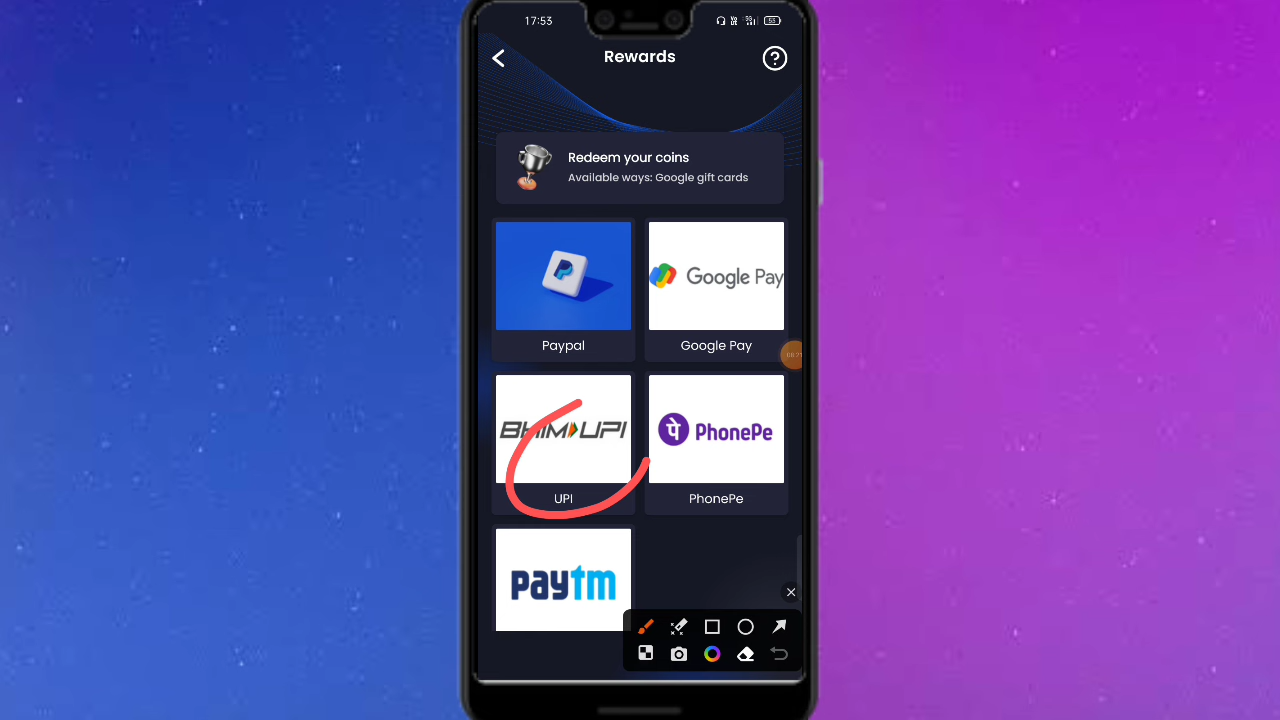 17:53
55
Rewards
Redeem your coins
Available ways: Google gift cards
Google Pay
Paypal
Google Pay
BHIM UPI
पे PhonePe
UPI
PhonePe
paytm